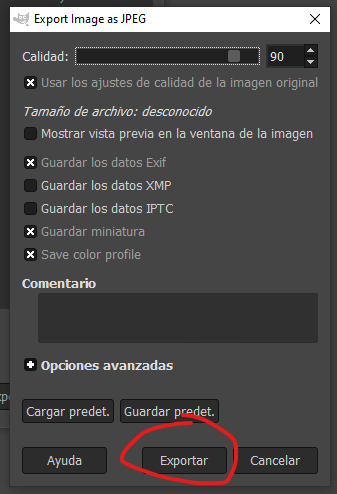 Export Image as JPEG
Calidad: 90
Usar los ajustes de calidad de la imagen original
Tamaño de archivo: desconocido
Mostrar vista previa en la ventana de la imagen
Guardar los datos Exif
Guardar los datos XMP
Guardar los datos IPTC
Guardar miniatura
Save color profile
Comentario
Opciones avanzadas
Cargar predet. Guardar predet.
Ayuda Exportar Cancelar